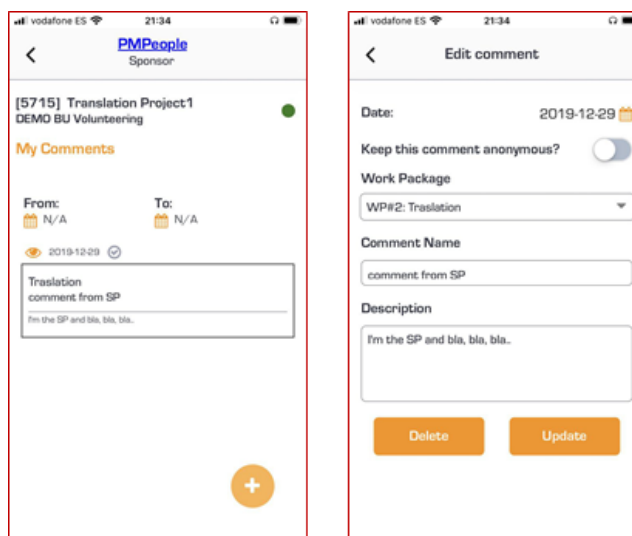 vodafone ES 21:34
PMPeople
Sponsor
[5715] Translation Project1
DEMO BU Volunteering
My Comments
From: To:
N/A N/A
2019-12-29
Traslation
comment from SP
I'm the SP and bla, bla, bla..
+
vodafone ES 21:34
Edit comment
Date: 2019-12-29
Keep this comment anonymous?
Work Package
WP#2: Traslation
Comment Name
comment from SP
Description
I'm the SP and bla, bla, bla..
Delete Update